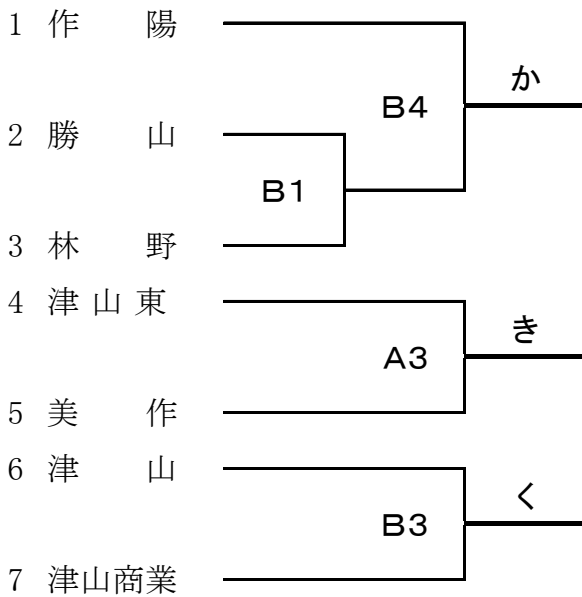 1 作 陽
か
B4
2 勝 山
B1
3 林 野
4 津 山 東
き
A3
5 美 作
6 津 山
く
B3
7 津山商業